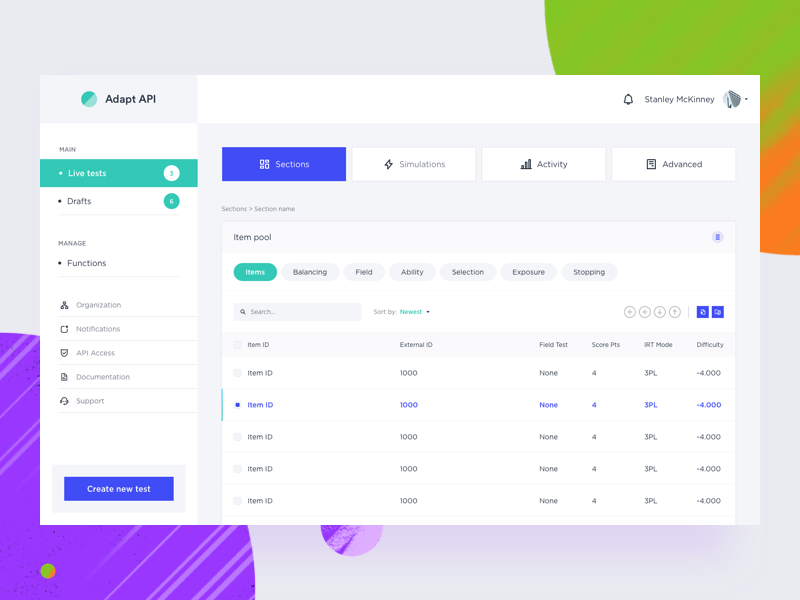 Adapt API
Stanley McKinney
MAIN
Live tests 3
Drafts 6
MANAGE
Functions
Organization
Notifications
API Access
Documentation
Support
Create new test
Sections Simulations Activity Advanced
Sections > Section name
Item pool
Items Balancing Field Ability Selection Exposure Stopping
Search... Sort by: Newest
Item ID External ID Field Test Score Pts IRT Mode Difficulty
Item ID 1000 None 4 3PL -4.000
Item ID 1000 None 4 3PL -4.000
Item ID 1000 None 4 3PL -4.000
Item ID 1000 None 4 3PL -4.000
Item ID 1000 None 4 3PL -4.000